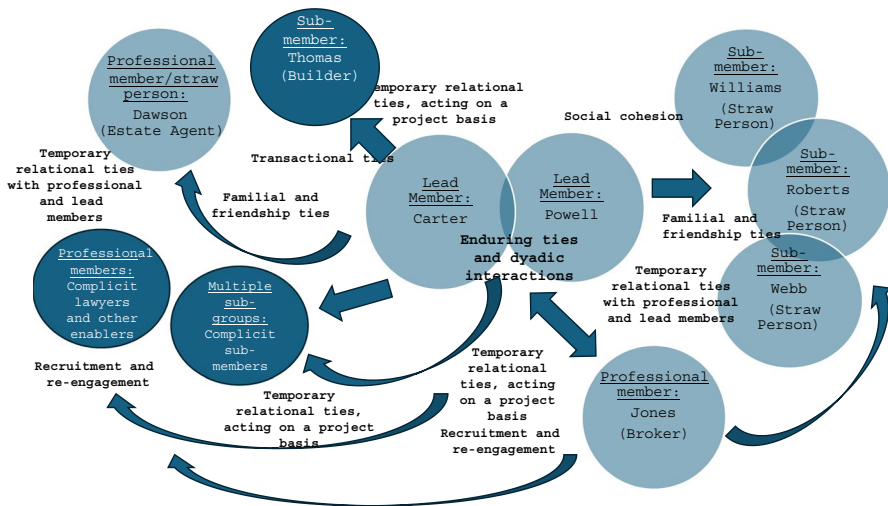 Sub-
member:
Thomas
(Builder)
Professional
member/straw
person:
Dawson
(Estate Agent)
Temporary relational
ties, acting on a
project basis
Social cohesion
Sub-
member:
Williams
(Straw
Person)
Temporary
relational ties
with professional
and lead
members
Transactional ties
Familial and
friendship ties
Lead
Member:
Carter
Lead
Member:
Powell
Enduring ties
and dyadic
interactions
Sub-
member:
Roberts
(Straw
Person)
Familial and
friendship ties
Sub-
member:
Webb
(Straw
Person)
Temporary
relational ties
with professional
and lead members
Professional
members:
Complicit
lawyers
and other
enablers
Multiple
sub-
groups:
Complicit
sub-
members
Recruitment and
re-engagement
Temporary
relational ties,
acting on a project
basis
Temporary
relational
ties, acting
on a project
basis
Recruitment and
re-engagement
Professional
member:
Jones
(Broker)